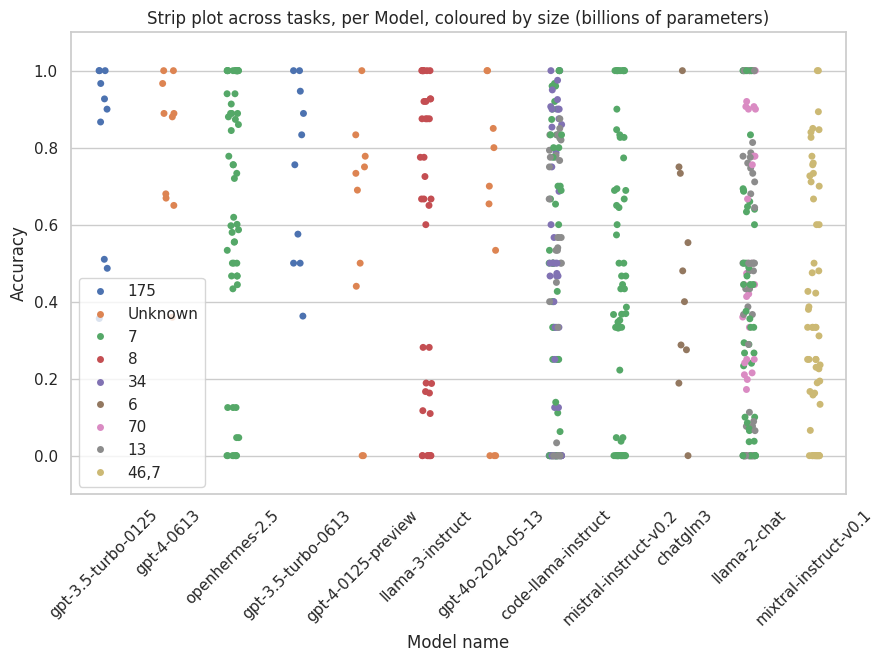 Strip plot across tasks, per Model, coloured by size (billions of parameters)
Accuracy
1.0
0.8
0.6
0.4
0.2
0.0
175
Unknown
7
8
34
6
70
13
46,7
gpt-3.5-turbo-0125
gpt-4-0613
openhermes-2.5
gpt-3.5-turbo-0613
gpt-4-0125-preview
llama-3-instruct
gpt-4o-2024-05-13
code-llama-instruct
mistral-instruct-v0.2
chatglm3
llama-2-chat
mixtral-instruct-v0.1
Model name